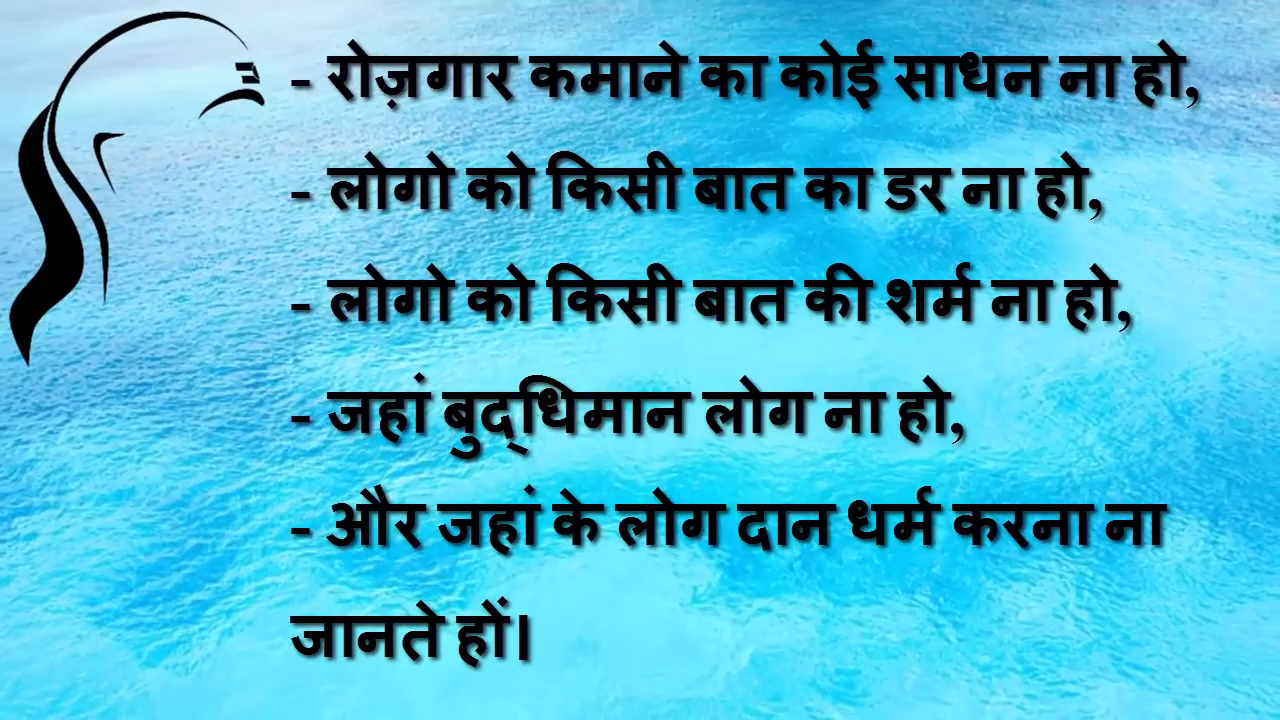 - रोज़गार कमाने का कोई साधन ना हो,
- लोगो को किसी बात का डर ना हो,
- लोगो को किसी बात की शर्म ना हो,
- जहां बुद्धिमान लोग ना हो,
- और जहां के लोग दान धर्म करना ना
जानते हों।